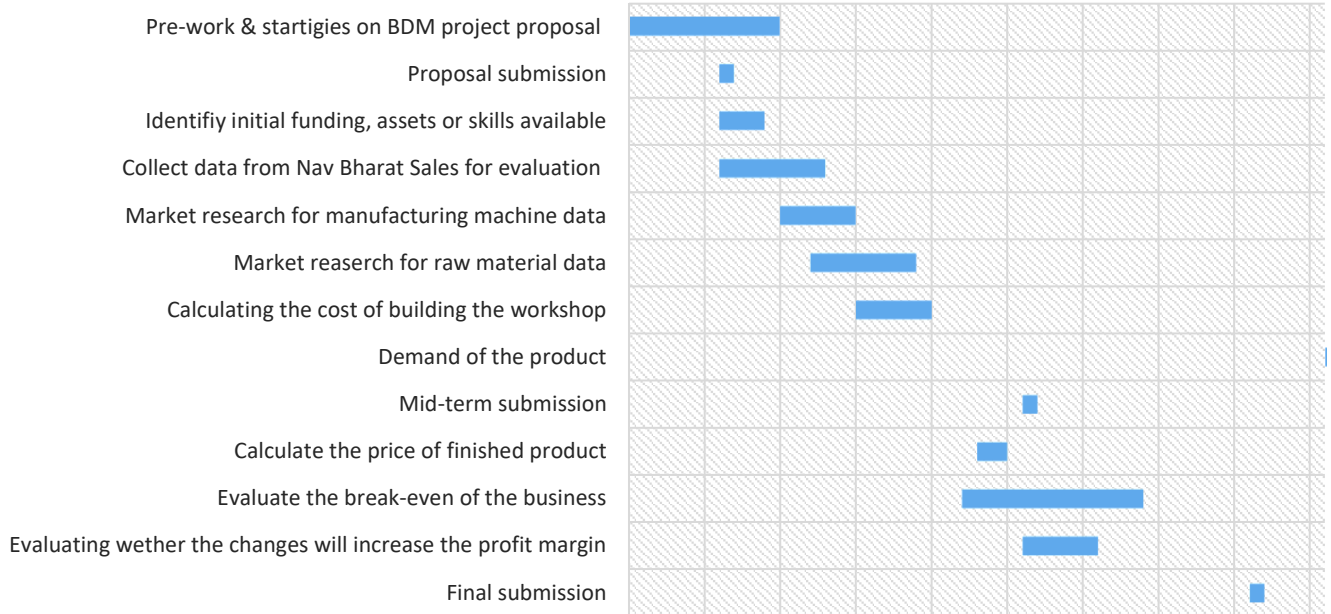 Pre-work & startigies on BDM project proposal
Proposal submission
Identifiy initial funding, assets or skills available
Collect data from Nav Bharat Sales for evaluation
Market research for manufacturing machine data
Market reaserch for raw material data
Calculating the cost of building the workshop
Demand of the product
Mid-term submission
Calculate the price of finished product
Evaluate the break-even of the business
Evaluating wether the changes will increase the profit margin
Final submission